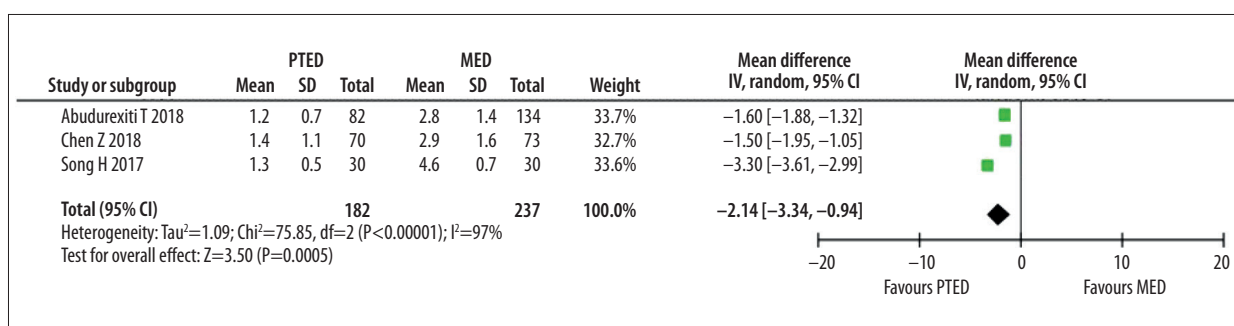 PTED MED Mean difference Mean difference
Study or subgroup Mean SD Total Mean SD Total Weight IV, random, 95% CI IV, random, 95% CI
Abudurexiti T 2018 1.2 0.7 82 2.8 1.4 134 33.7% −1.60 [−1.88, −1.32]
Chen Z 2018 1.4 1.1 70 2.9 1.6 73 32.7% −1.50 [−1.95, −1.05]
Song H 2017 1.3 0.5 30 4.6 0.7 30 33.6% −3.30 [−3.61, −2.99]
Total (95% CI) 182 237 100.0% −2.14 [−3.34, −0.94]
Heterogeneity: Tau²=1.09; Chi²=75.85, df=2 (P<0.00001); I²=97%
Test for overall effect: Z=3.50 (P=0.0005)
−20 −10 0 10 20
Favours PTED Favours MED